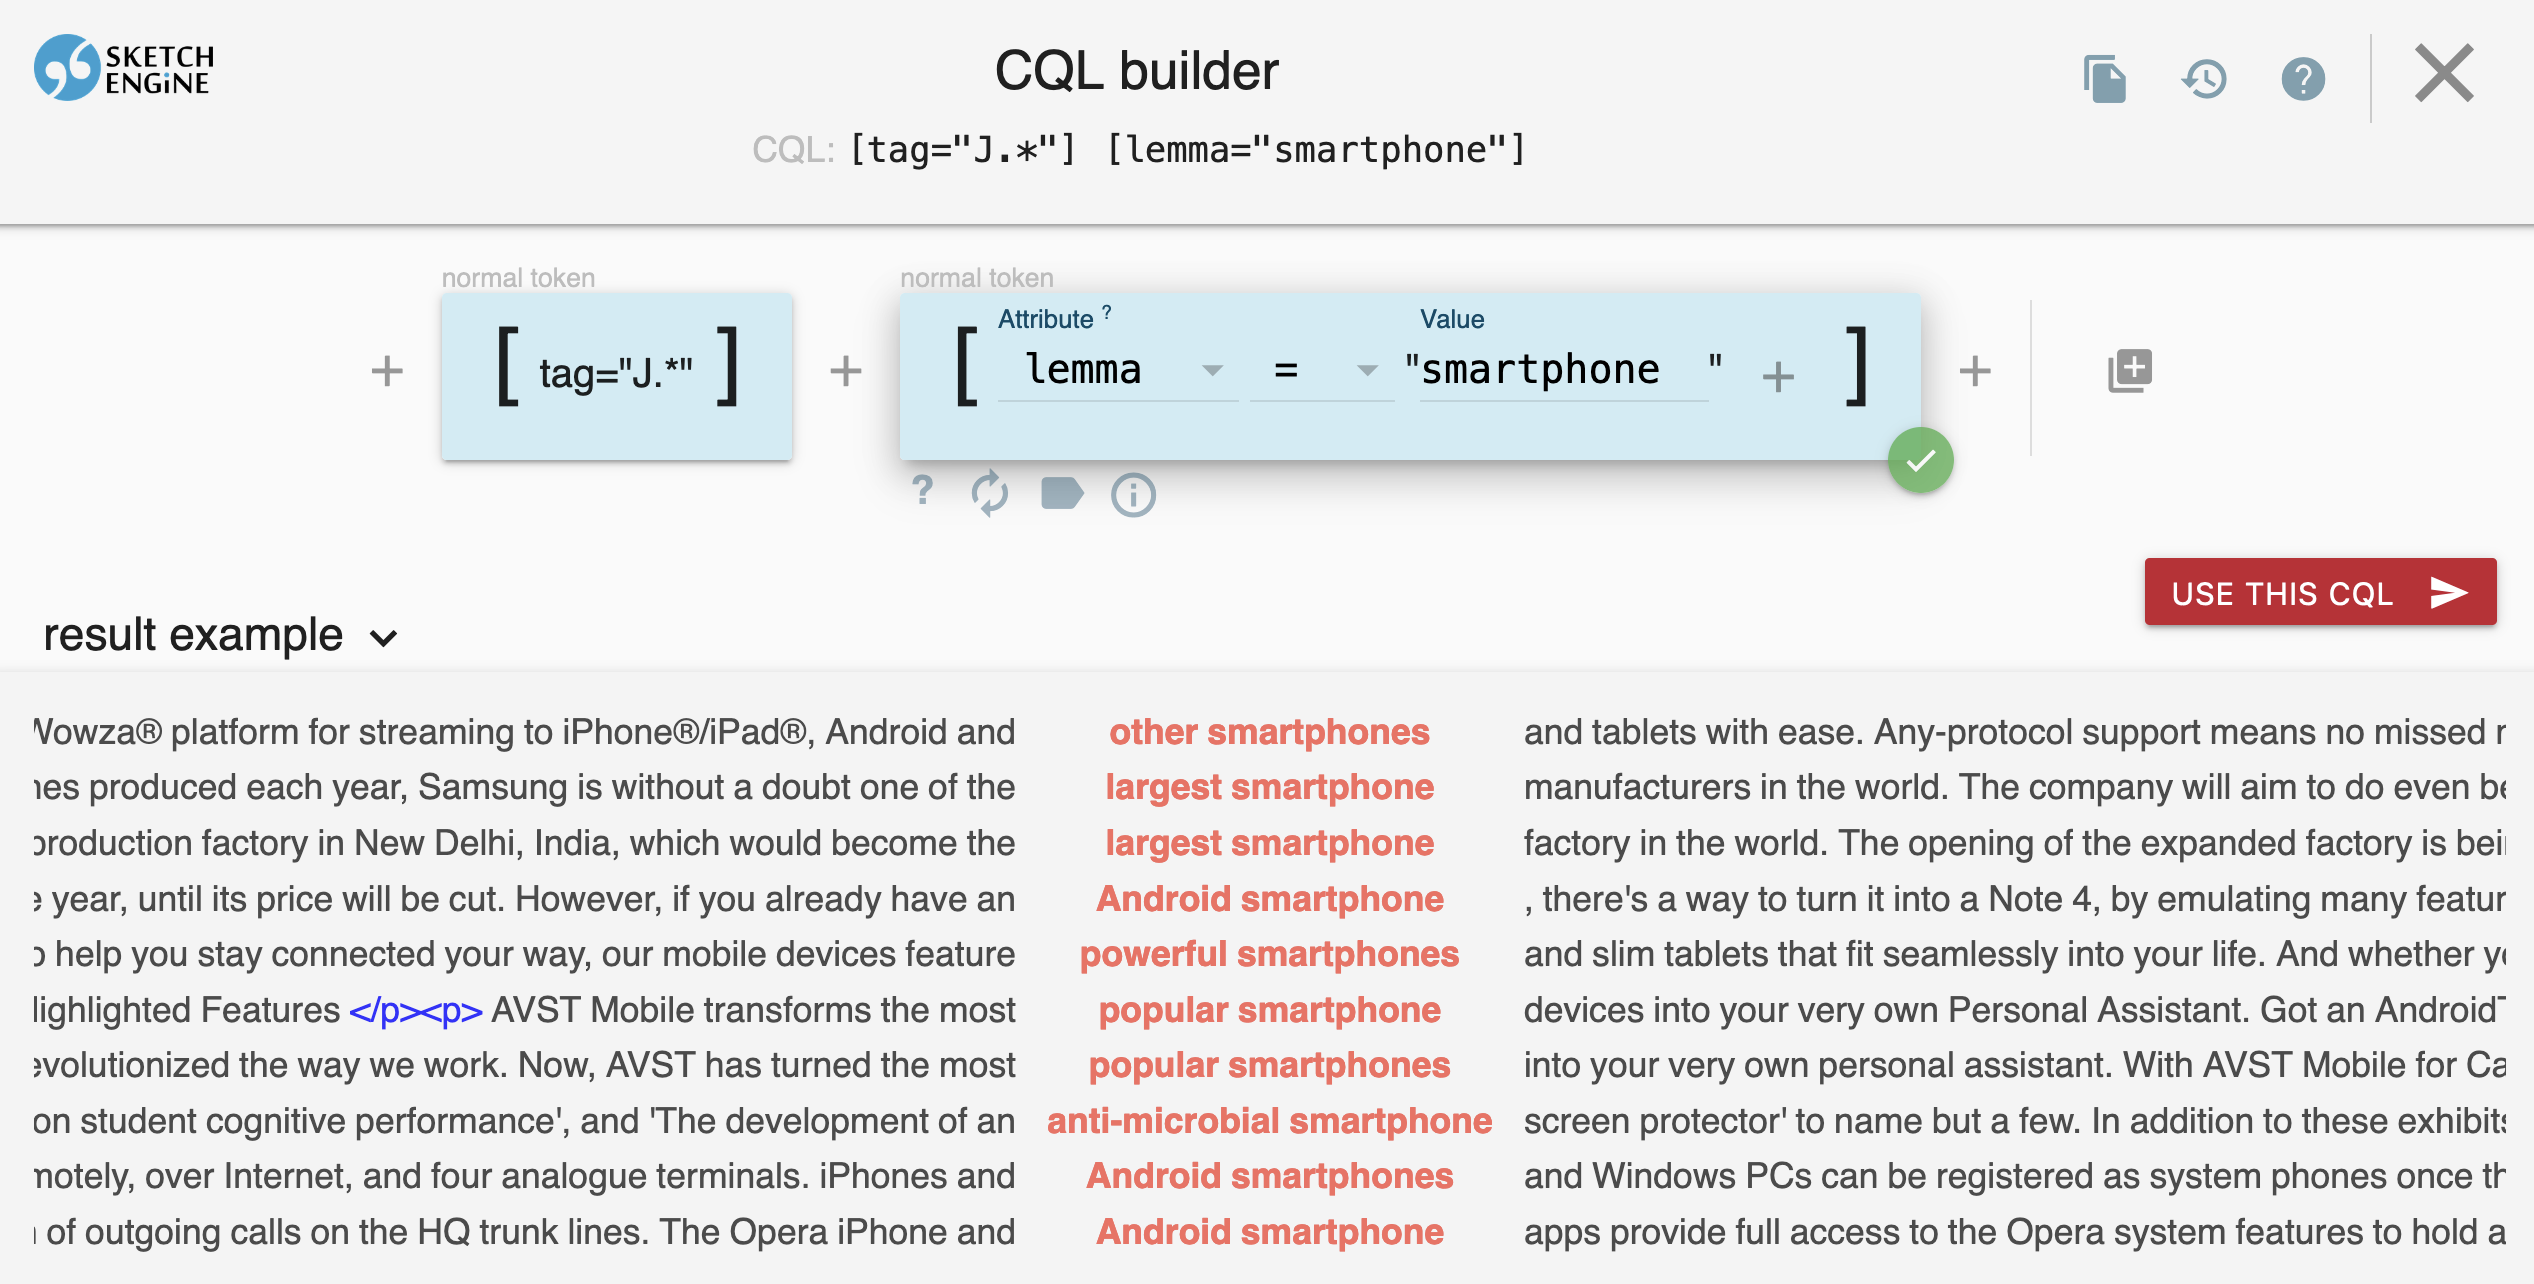 SKETCH
ENGINE
CQL builder
CQL: [tag="J.*"] [lemma="smartphone"]
normal token
normal token
[ tag="J.*" ]
Attribute ?
Value
[ lemma = "smartphone " + ]
?
USE THIS CQL
result example
Wowza® platform for streaming to iPhone®/iPad®, Android and other smartphones and tablets with ease. Any-protocol support means no missed
produced each year, Samsung is without a doubt one of the largest smartphone manufacturers in the world. The company will aim to do even
production factory in New Delhi, India, which would become the largest smartphone factory in the world. The opening of the expanded factory is
year, until its price will be cut. However, if you already have an Android smartphone , there's a way to turn it into a Note 4, by emulating many
help you stay connected your way, our mobile devices feature powerful smartphones and slim tablets that fit seamlessly into your life. And whether
Highlighted Features </p><p> AVST Mobile transforms the most popular smartphone devices into your very own Personal Assistant. Got an Android
evolutionized the way we work. Now, AVST has turned the most popular smartphones into your very own personal assistant. With AVST Mobile for
on student cognitive performance', and 'The development of an anti-microbial smartphone screen protector' to name but a few. In addition to these exhibits
motely, over Internet, and four analogue terminals. iPhones and Android smartphones and Windows PCs can be registered as system phones once
of outgoing calls on the HQ trunk lines. The Opera iPhone and Android smartphone apps provide full access to the Opera system features to hold